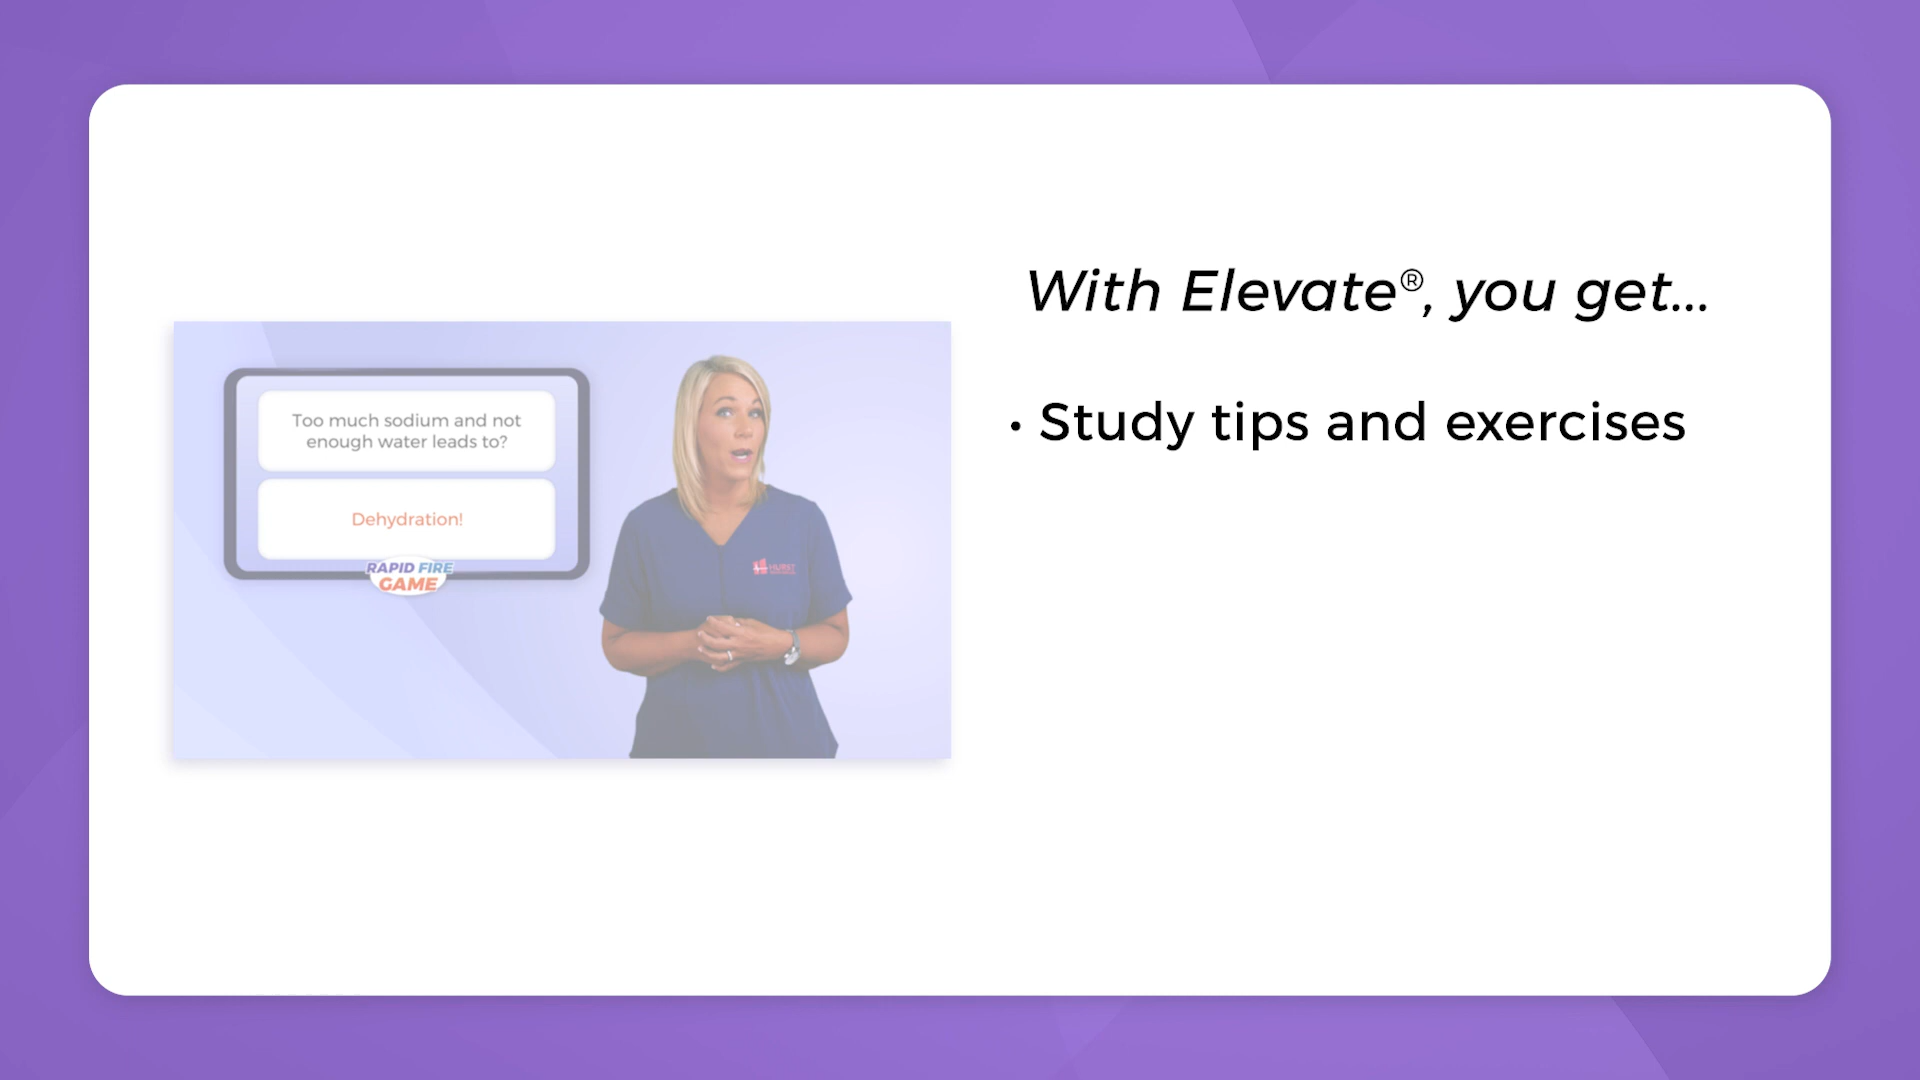 With Elevate®, you get...
• Study tips and exercises
Too much sodium and not
enough water leads to?
Dehydration!
RAPID FIRE
GAME
HURST